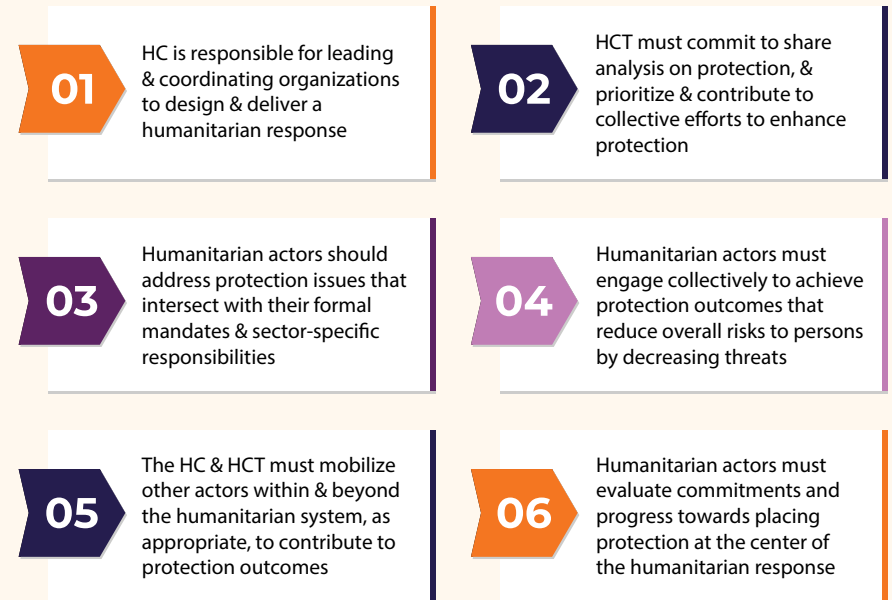 01
HC is responsible for leading
& coordinating organizations
to design & deliver a
humanitarian response
02
HCT must commit to share
analysis on protection, &
prioritize & contribute to
collective efforts to enhance
protection
03
Humanitarian actors should
address protection issues that
intersect with their formal
mandates & sector-specific
responsibilities
04
Humanitarian actors must
engage collectively to achieve
protection outcomes that
reduce overall risks to persons
by decreasing threats
05
The HC & HCT must mobilize
other actors within & beyond
the humanitarian system, as
appropriate, to contribute to
protection outcomes
06
Humanitarian actors must
evaluate commitments and
progress towards placing
protection at the center of
the humanitarian response